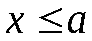 x ≤ a